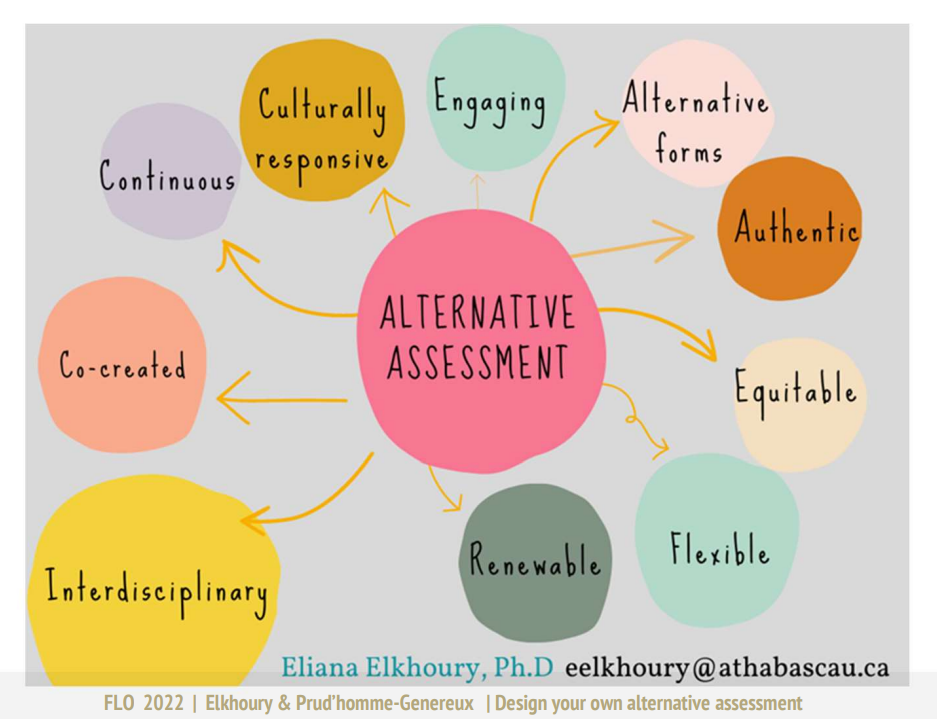 Culturally
responsive
Engaging
Alternative
forms
Continuous
Authentic
ALTERNATIVE
ASSESSMENT
Co-created
Equitable
Interdisciplinary
Renewable
Flexible
Eliana Elkhoury, Ph.D eelkhoury@athabascau.ca
FLO 2022 | Elkhoury & Prud'homme-Genereux | Design your own alternative assessment